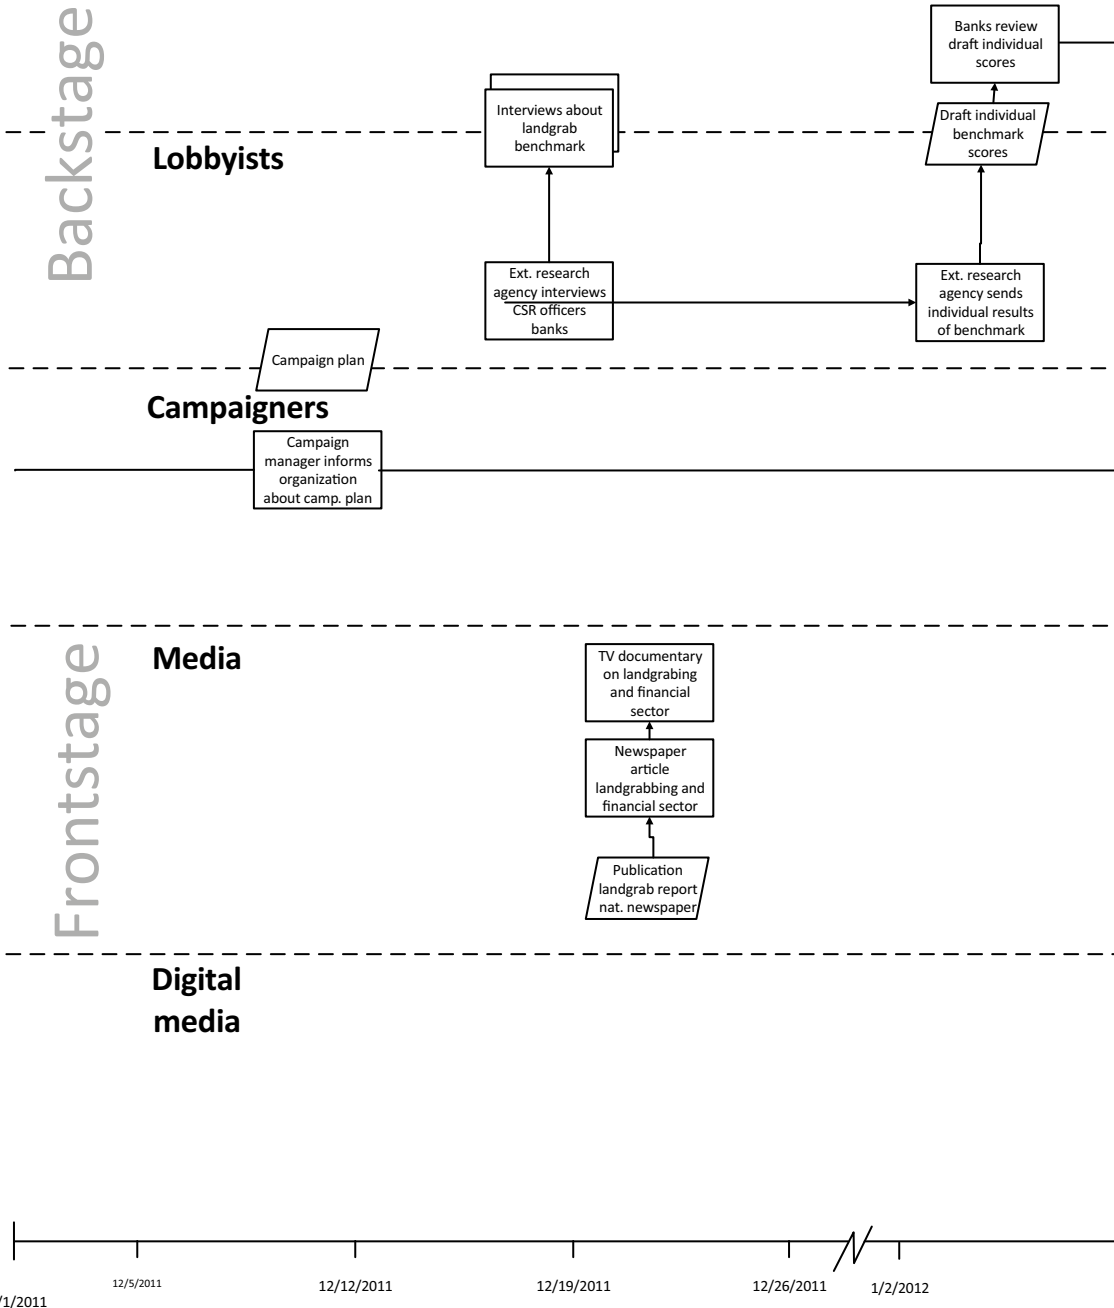 Backstage
Banks review
draft individual
scores
Interviews about
landgrab
benchmark
Draft individual
benchmark
scores
Lobbyists
Ext. research
agency interviews
CSR officers
banks
Ext. research
agency sends
individual results
of benchmark
Campaign plan
Campaigners
Campaign
manager informs
organization
about camp. plan
Frontstage
Media
TV documentary
on landgrabing
and financial
sector
Newspaper
article
landgrabbing and
financial sector
Publication
landgrab report
nat. newspaper
Digital
media
/1/2011
12/5/2011
12/12/2011
12/19/2011
12/26/2011
1/2/2012